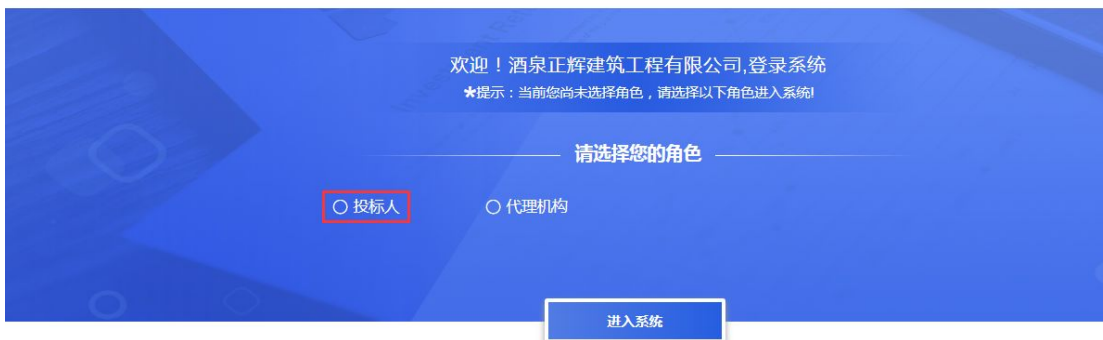 欢迎！酒泉正辉建筑工程有限公司,登录系统
*提示：当前您尚未选择角色，请选择以下角色进入系统!
请选择您的角色
投标人 代理机构
进入系统